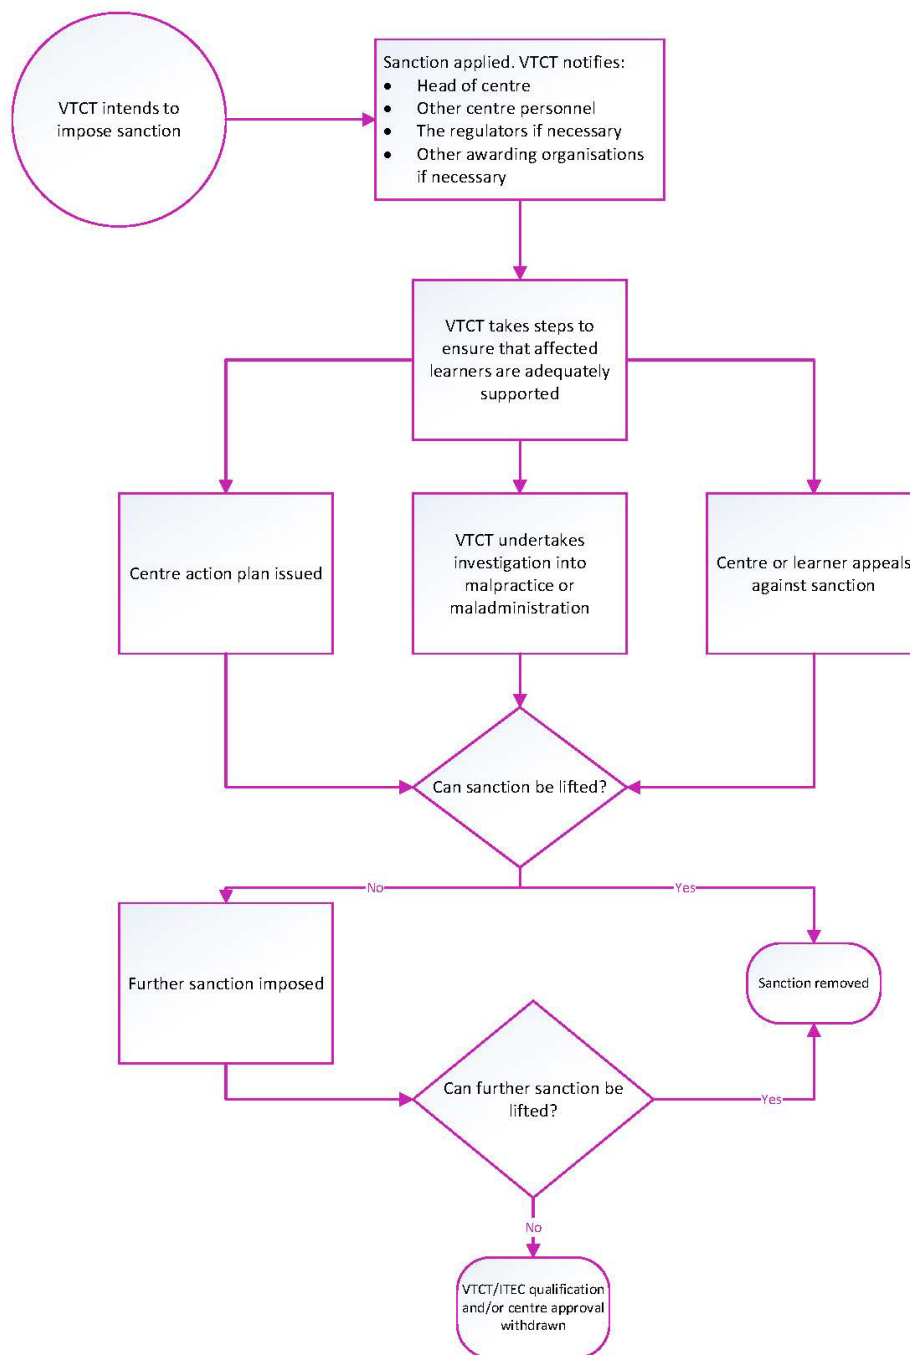 VTCT intends to
impose sanction
Sanction applied. VTCT notifies:
• Head of centre
• Other centre personnel
• The regulators if necessary
• Other awarding organisations
if necessary
VTCT takes steps to
ensure that affected
learners are adequately
supported
Centre action plan issued
VTCT undertakes
investigation into
malpractice or
maladministration
Centre or learner appeals
against sanction
Can sanction be lifted?
No
Yes
Further sanction imposed
Sanction removed
Can further sanction be
lifted?
Yes
No
VTCT/ITEC qualification
and/or centre approval
withdrawn